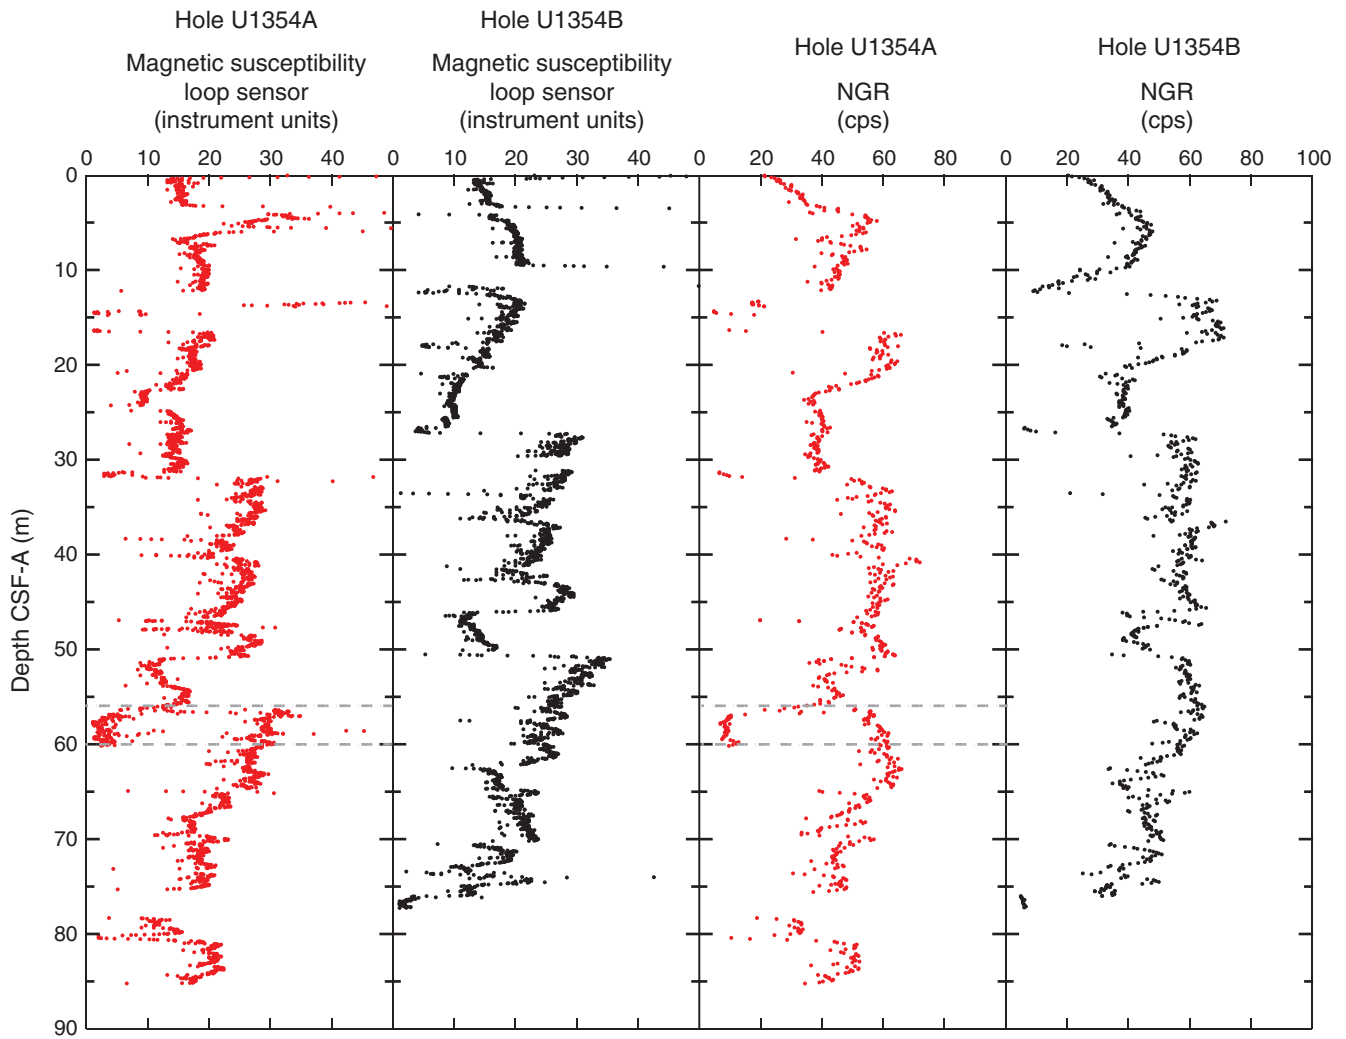 Hole U1354A
Magnetic susceptibility
loop sensor
(instrument units)
Hole U1354B
Magnetic susceptibility
loop sensor
(instrument units)
Hole U1354A
NGR
(cps)
Hole U1354B
NGR
(cps)
0 10 20 30 40
0 10 20 30 40
0 20 40 60 80
0 20 40 60 80 100
Depth CSF-A (m)
0
10
20
30
40
50
60
70
80
90